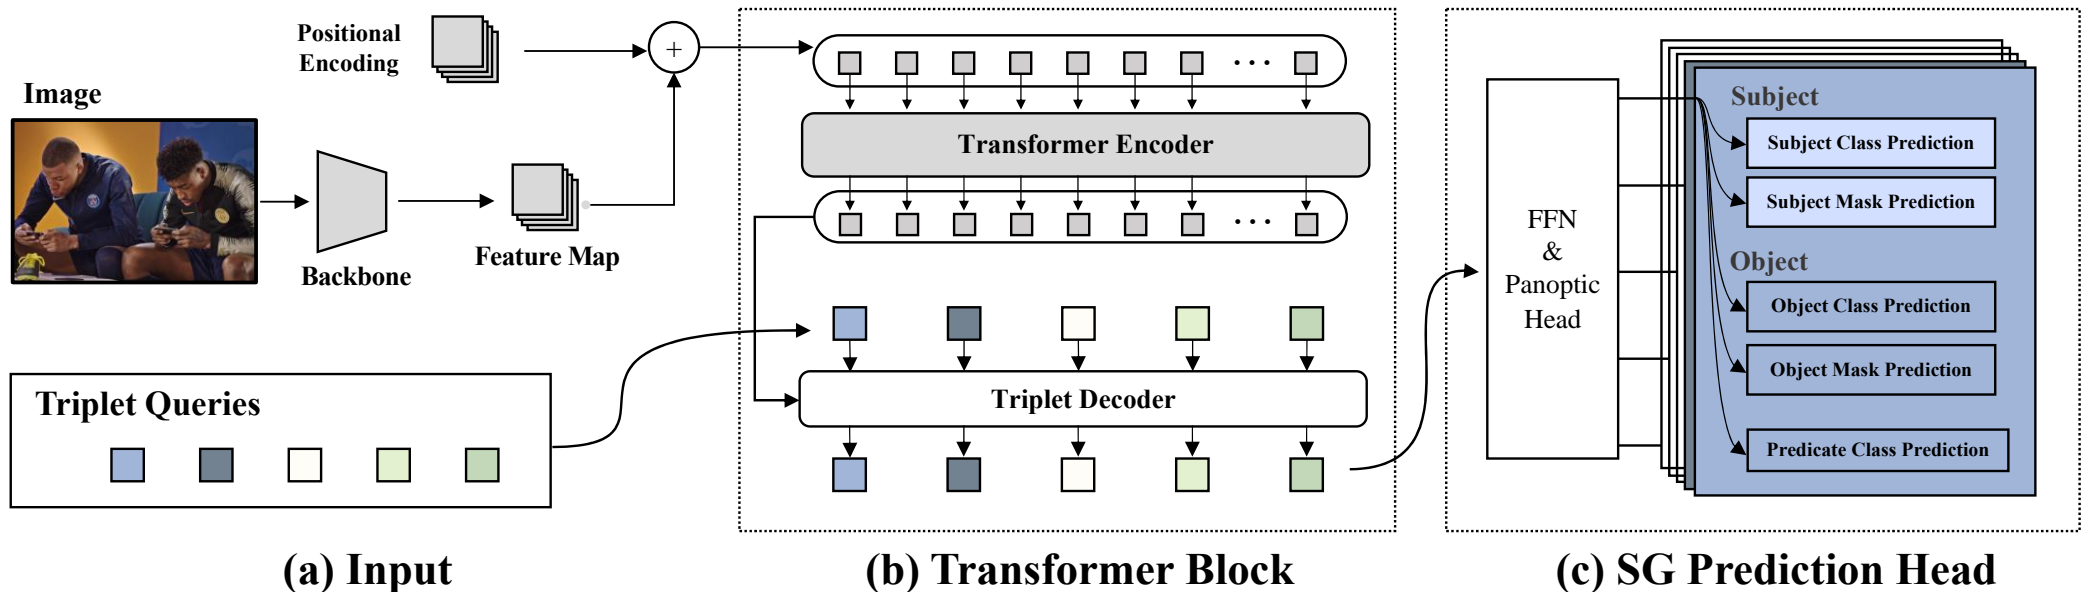 Positional
Encoding
+
Image
Backbone
Feature Map
Triplet Queries
(a) Input
· · ·
Transformer Encoder
· · ·
Triplet Decoder
(b) Transformer Block
FFN
&
Panoptic
Head
Subject
Subject Class Prediction
Subject Mask Prediction
Object
Object Class Prediction
Object Mask Prediction
Predicate Class Prediction
(c) SG Prediction Head